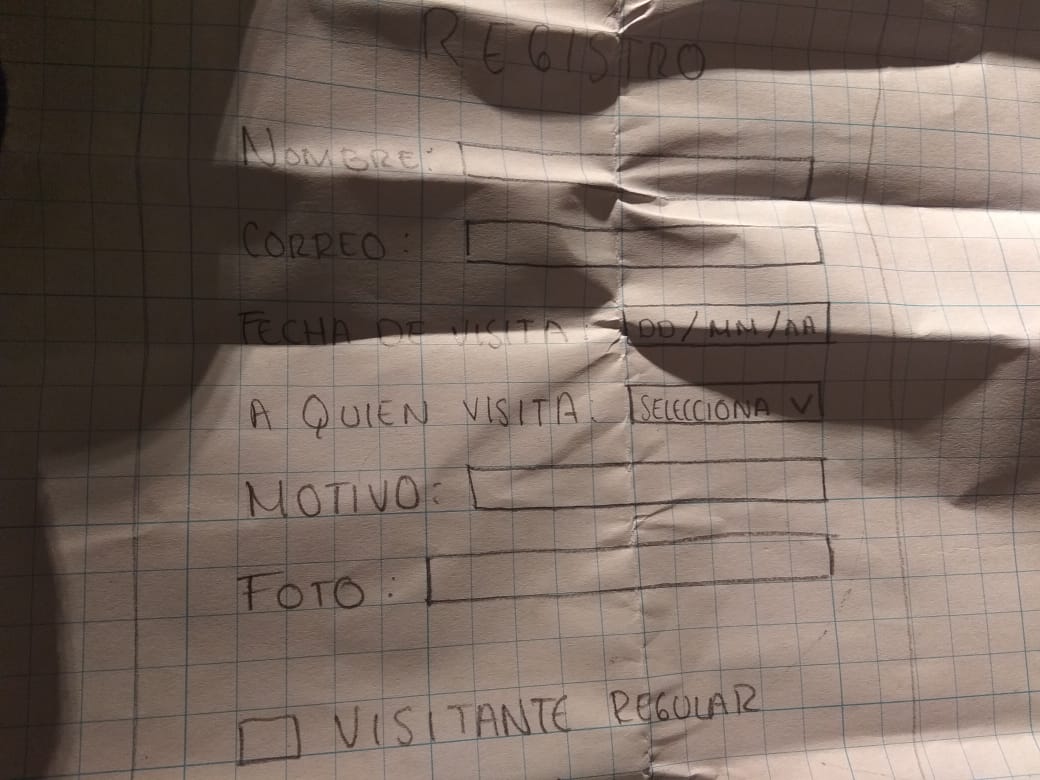 REGISTRO
NOMBRE:
CORREO:
FECHA DE VISITA: DD/MM/AA
A QUIEN VISITA: SELECCIONA V
MOTIVO:
FOTO:
VISITANTE REGULAR